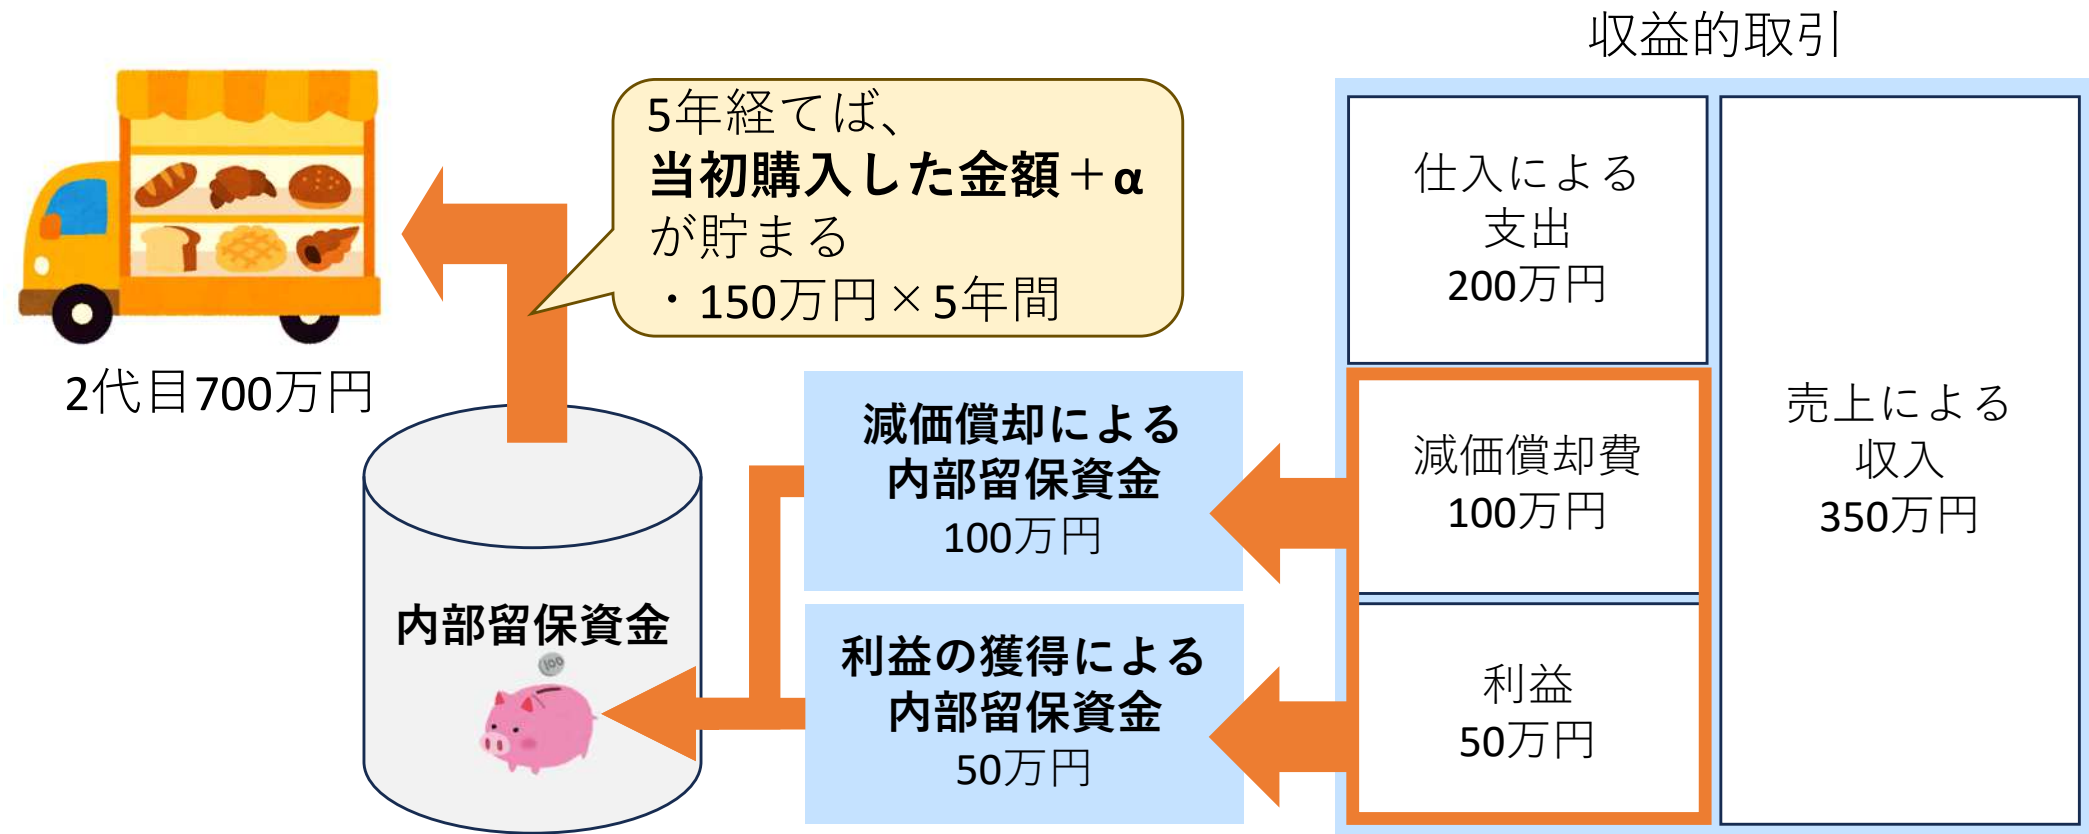 収益的取引
5年経てば、
当初購入した金額＋α
が貯まる
・150万円×5年間
2代目700万円
内部留保資金
100
減価償却による
内部留保資金
100万円
利益の獲得による
内部留保資金
50万円
仕入による
支出
200万円
減価償却費
100万円
利益
50万円
売上による
収入
350万円